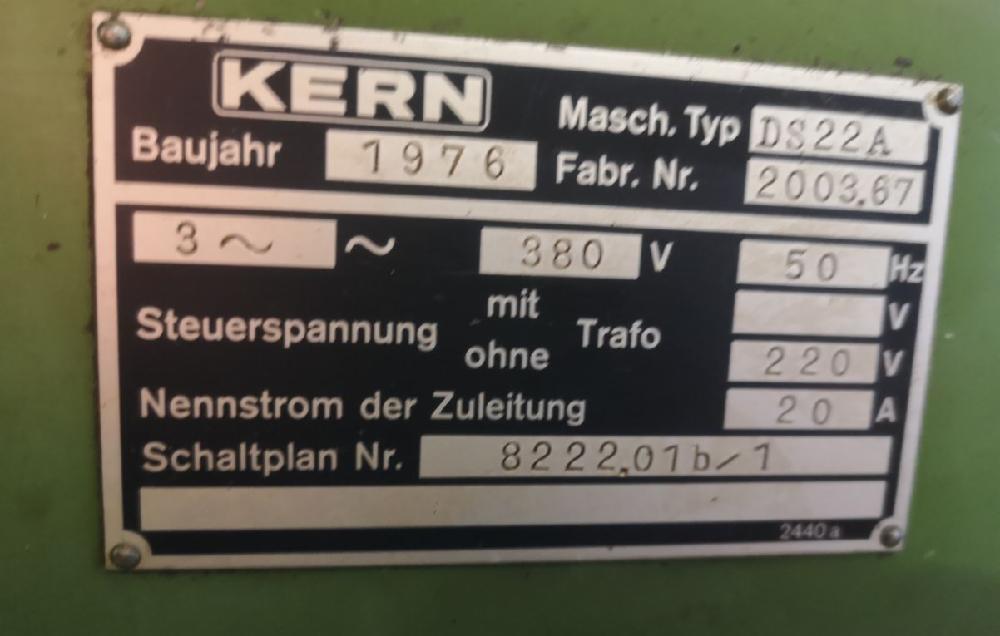 KERN
Masch. Typ DS22A
Baujahr 1976 Fabr. Nr. 2003.67
3~ ~ 380 V 50 Hz
Steuerspannung mit Trafo V
ohne 220 V
Nennstrom der Zuleitung 20 A
Schaltplan Nr. 8222.01b/1
2440a